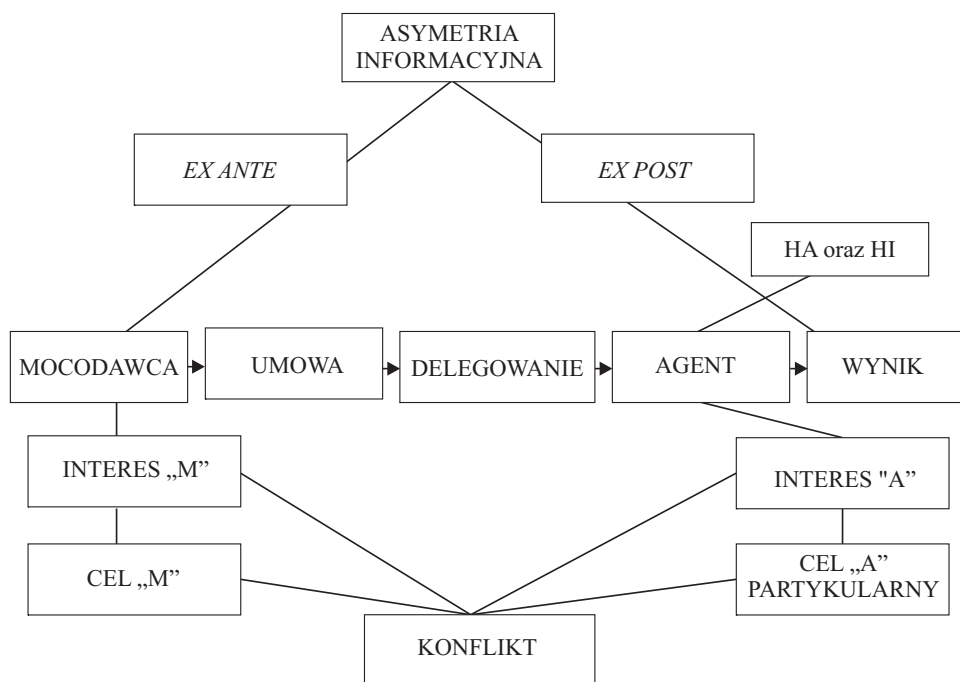 ASYMETRIA
INFORMACYJNA
EX ANTE
EX POST
HA oraz HI
MOCODAWCA
UMOWA
DELEGOWANIE
AGENT
WYNIK
INTERES „M”
INTERES "A”
CEL „M”
CEL „A”
PARTYKULARNY
KONFLIKT